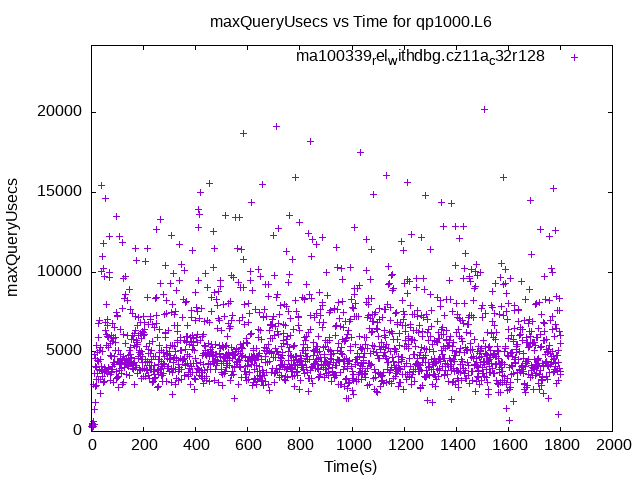 maxQueryUsecs vs Time for qp1000.L6
ma100339relwithdbg.cz11ac32r128
20000
15000
10000
5000
0
maxQueryUsecs
0 200 400 600 800 1000 1200 1400 1600 1800 2000
Time(s)